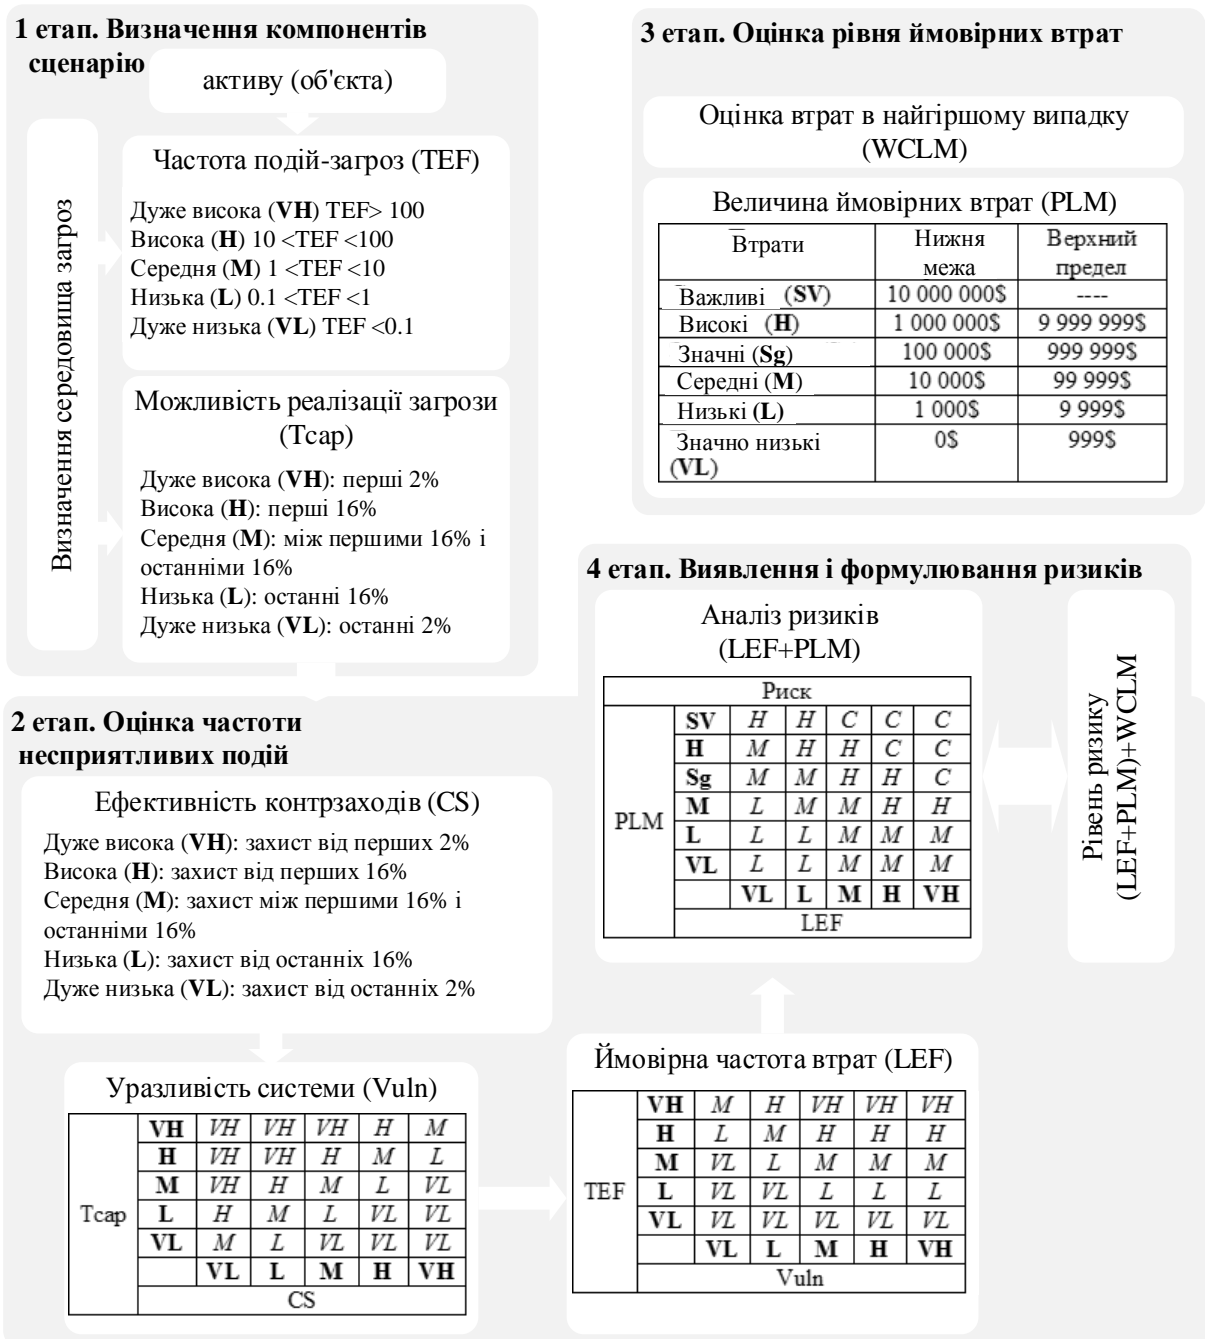 1 етап. Визначення компонентів
сценарію
активу (об'єкта)
Визначення середовища загроз
Частота подій-загроз (TEF)
Дуже висока (VH) TEF> 100
Висока (H) 10 <TEF <100
Середня (M) 1 <TEF <10
Низька (L) 0.1 <TEF <1
Дуже низька (VL) TEF <0.1
Можливість реалізації загрози
(Tcap)
Дуже висока (VH): перші 2%
Висока (H): перші 16%
Середня (M): між першими 16% і
останніми 16%
Низька (L): останні 16%
Дуже низька (VL): останні 2%
3 етап. Оцінка рівня ймовірних втрат
Оцінка втрат в найгіршому випадку
(WCLM)
Величина ймовірних втрат (PLM)
Втрати Нижня Верхний
межа предел
Важливі (SV) 10 000 000$ ----
Високі (H) 1 000 000$ 9 999 999$
Значні (Sg) 100 000$ 999 999$
Середні (M) 10 000$ 99 999$
Низькі (L) 1 000$ 9 999$
Значно низькі 0$ 999$
(VL)
2 етап. Оцінка частоти
несприятливих подій
Ефективність контрзаходів (CS)
Дуже висока (VH): захист від перших 2%
Висока (H): захист від перших 16%
Середня (M): захист між першими 16% і
останніми 16%
Низька (L): захист від останніх 16%
Дуже низька (VL): захист від останніх 2%
Уразливість системи (Vuln)
VH VH VH VH H M
H VH VH H M L
M VH H M L VL
Tcap L H M L VL VL
VL M L VL VL VL
VL L M H VH
CS
Ймовірна частота втрат (LEF)
VH M H VH VH VH
H L M H H H
M VL L M M M
TEF L VL VL L L L
VL VL VL VL VL VL
VL L M H VH
Vuln
4 етап. Виявлення і формулювання ризиків
Аналіз ризиків
(LEF+PLM)
Риск
SV H H C C C
H M H H C C
Sg M M H H C
PLM M L M M H H
L L L M M M
VL L L M M M
VL L M H VH
LEF
Рівень ризику
(LEF+PLM)+WCLM